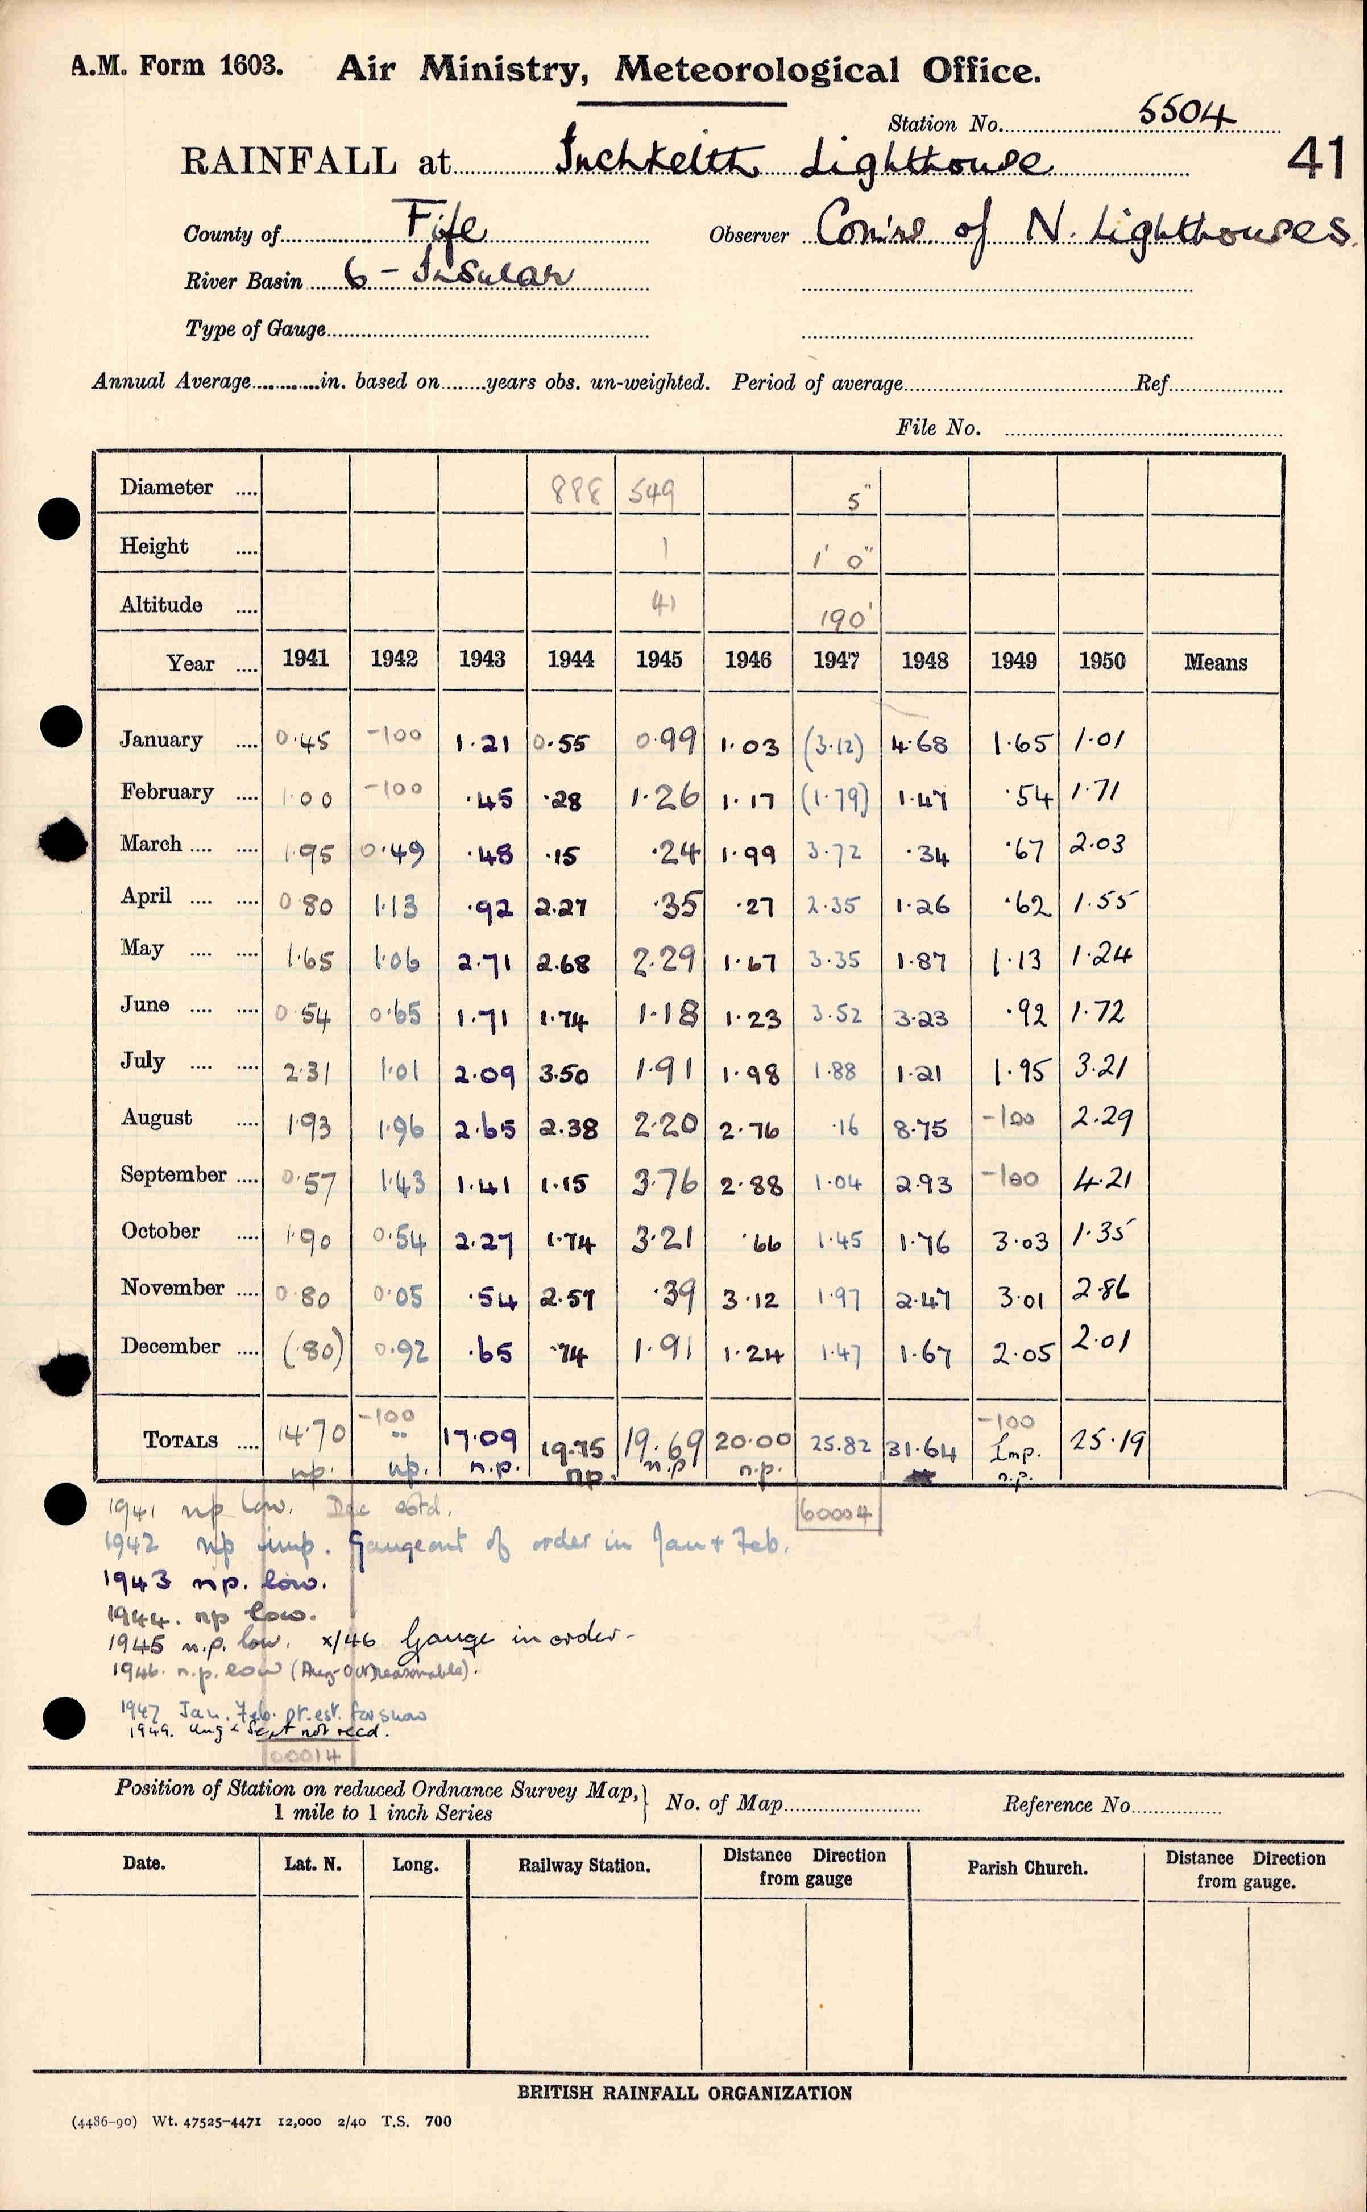 A.M. Form 1603. Air Ministry, Meteorological Office.
Station No. 5504
RAINFALL at Inchkeith Lighthouse 41
County of Fife Observer Com'rs. of N. Lighthouses.
River Basin 6 - Insular
Type of Gauge
Annual Average in. based on years obs. un-weighted. Period of average Ref
File No.
Diameter 888 549 5"
Height 1 1' 0"
Altitude 41 190'
Year 1941 1942 1943 1944 1945 1946 1947 1948 1949 1950 Means
January 0.45 -100 1.21 0.55 0.99 1.03 (3.12) 4.68 1.65 1.01
February 1.00 -100 .45 .28 1.26 1.17 (1.79) 1.47 .54 1.71
March 1.95 0.49 .48 .15 .24 1.99 3.72 .34 .67 2.03
April 0.80 1.13 .92 2.27 .35 .27 2.35 1.26 .62 1.55
May 1.65 1.06 2.71 2.68 2.29 1.67 3.35 1.87 1.13 1.24
June 0.54 0.65 1.71 1.74 1.18 1.23 3.52 3.23 .92 1.72
July 2.31 1.01 2.09 3.50 1.91 1.98 1.88 1.21 1.95 3.21
August 1.93 1.96 2.65 2.38 2.20 2.76 .16 8.75 -100 2.29
September 0.57 1.43 1.41 1.15 3.76 2.88 1.04 2.93 -100 4.21
October 1.90 0.54 2.27 1.74 3.21 .66 1.45 1.76 3.03 1.35
November 0.80 0.05 .54 2.57 .39 3.12 1.97 2.47 3.01 2.86
December (.80) 0.92 .65 .74 1.91 1.24 1.47 1.67 2.05 2.01
-100 -100
TOTALS 14.70 " 17.09 19.75 19.69 20.00 25.82 31.64 Imp. 25.19
np. np. n.p. np. n.p n.p. n.p.
1941 np low. Dec estd. 60004
1942 np imp. Gauge out of order in Jan + Feb.
1943 np. low.
1944. np low.
1945 n.p. low. x/46 Gauge in order.
1946. n.p. low (Aug-Oct reasonable).
1947 Jan. Feb. pt. est. for snow
1949. Aug + Sept not recd.
00014
Position of Station on reduced Ordnance Survey Map, } No. of Map Reference No
1 mile to 1 inch Series
Date. Lat. N. Long. Railway Station. Distance Direction from gauge Parish Church. Distance Direction from gauge.
BRITISH RAINFALL ORGANIZATION
(4486-90) Wt. 47525-4471 12,000 2/40 T.S. 700